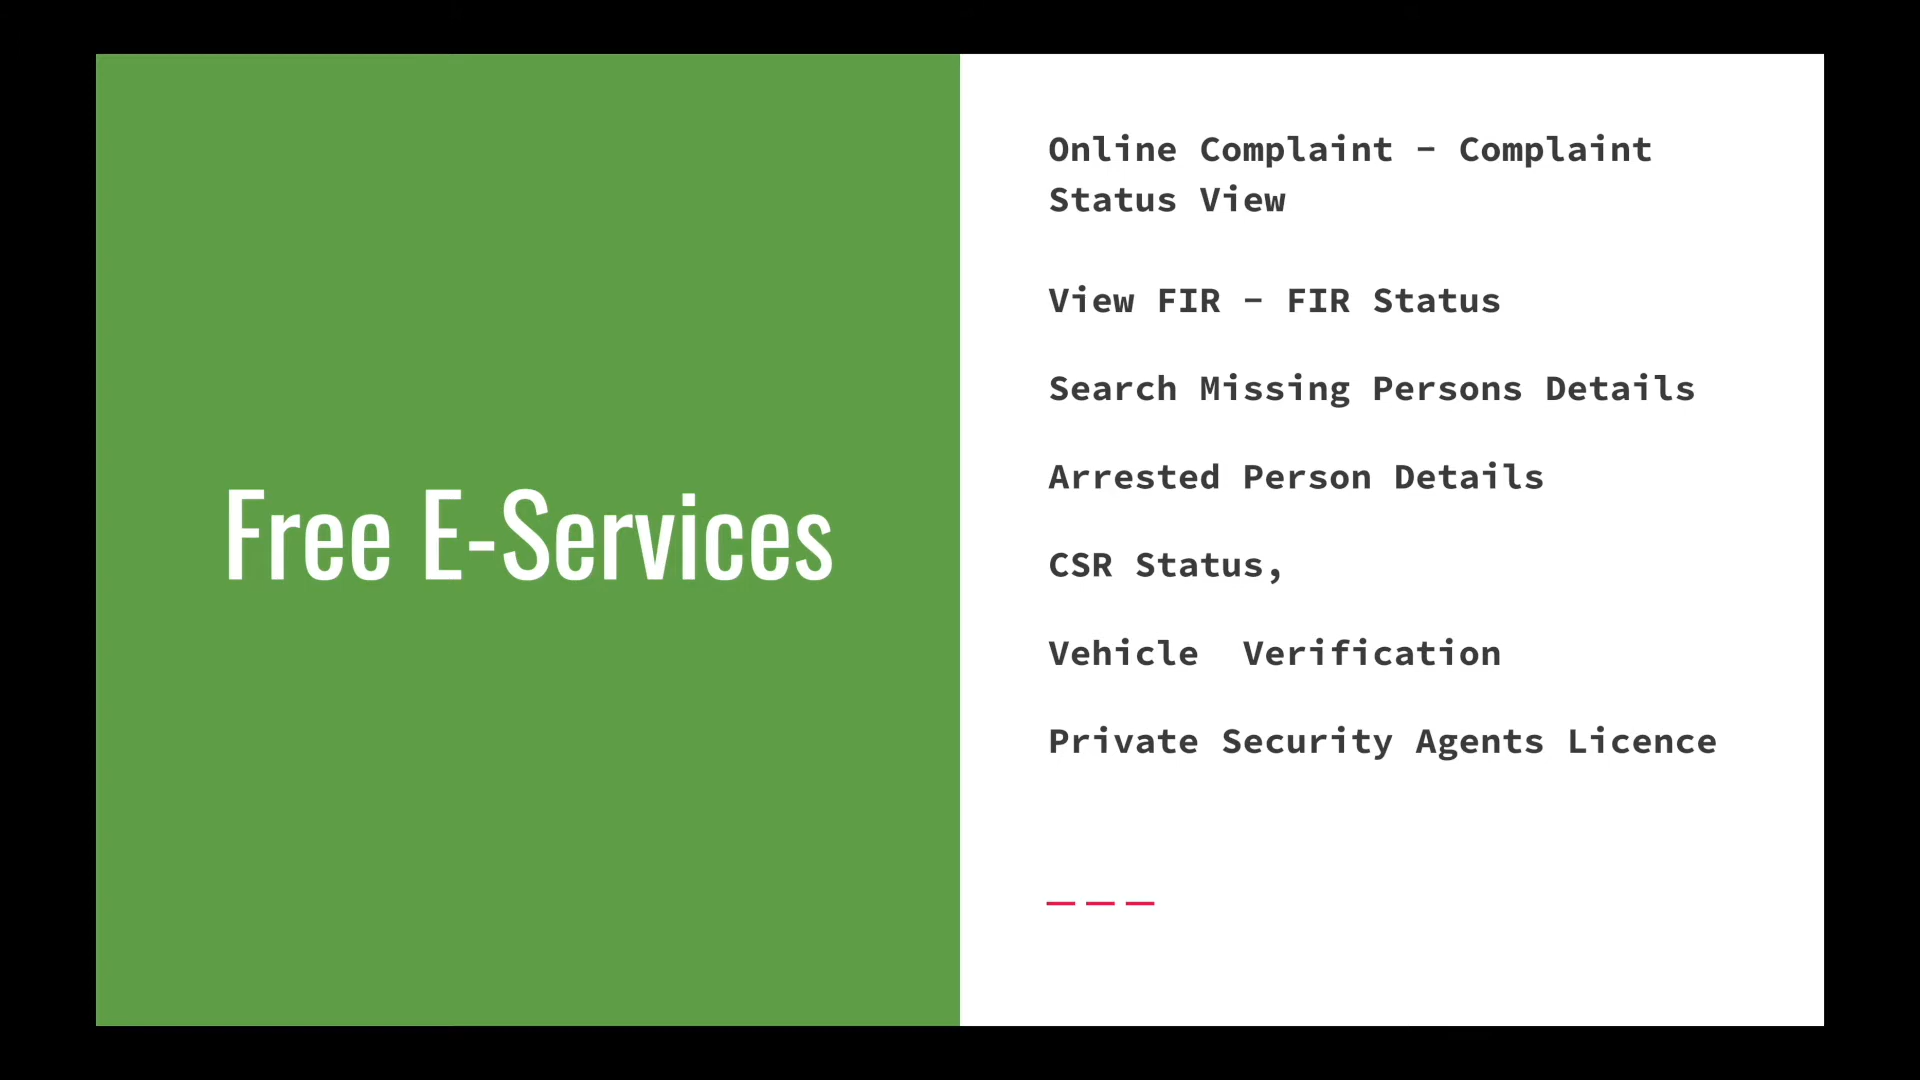 Free E-Services
Online Complaint - Complaint
Status View
View FIR - FIR Status
Search Missing Persons Details
Arrested Person Details
CSR Status,
Vehicle  Verification
Private Security Agents Licence